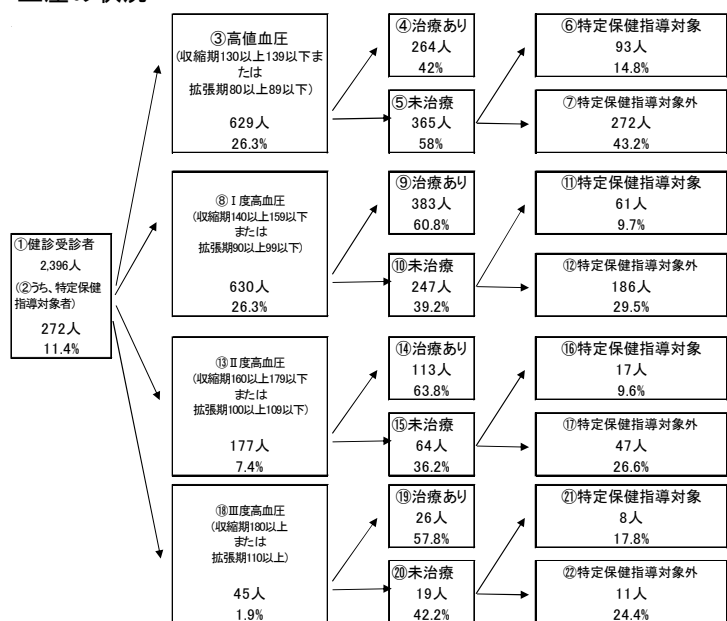 ①健診受診者
2,396人
(②うち、特定保健
指導対象者)
272人
11.4%
③高値血圧
(収縮期130以上139以下ま
たは
拡張期80以上89以下)
629人
26.3%
④治療あり
264人
42%
⑤未治療
365人
58%
⑥特定保健指導対象
93人
14.8%
⑦特定保健指導対象外
272人
43.2%
⑧Ⅰ度高血圧
(収縮期140以上159以下
または
拡張期90以上99以下)
630人
26.3%
⑨治療あり
383人
60.8%
⑩未治療
247人
39.2%
⑪特定保健指導対象
61人
9.7%
⑫特定保健指導対象外
186人
29.5%
⑬Ⅱ度高血圧
(収縮期160以上179以下
または
拡張期100以上109以下)
177人
7.4%
⑭治療あり
113人
63.8%
⑮未治療
64人
36.2%
⑯特定保健指導対象
17人
9.6%
⑰特定保健指導対象外
47人
26.6%
⑱Ⅲ度高血圧
(収縮期180以上
または
拡張期110以上)
45人
1.9%
⑲治療あり
26人
57.8%
⑳未治療
19人
42.2%
㉑特定保健指導対象
8人
17.8%
㉒特定保健指導対象外
11人
24.4%